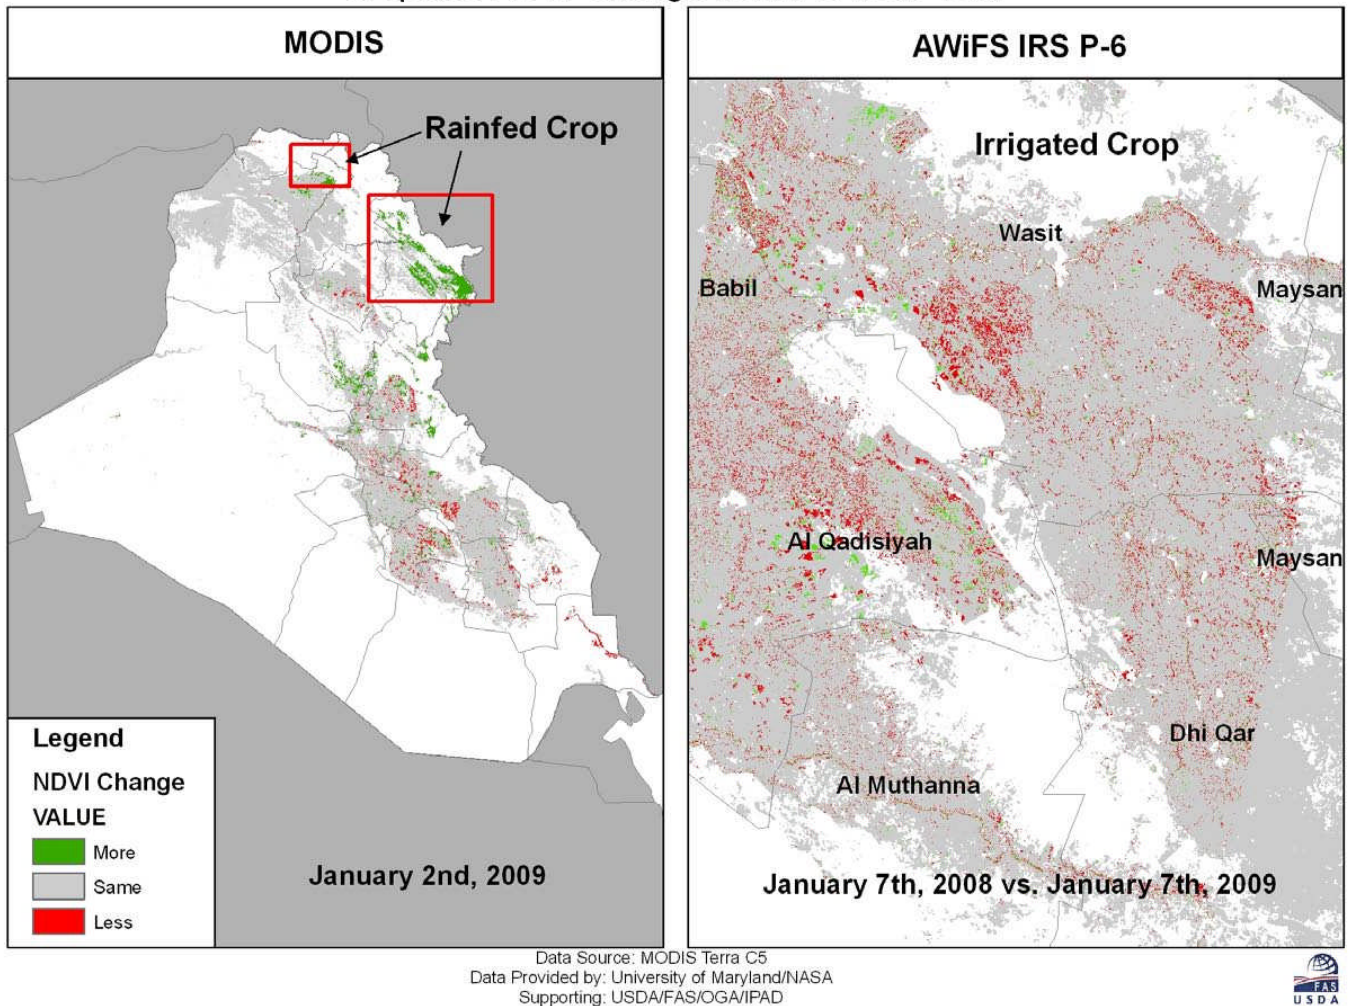 MODIS
AWiFS IRS P-6
Rainfed Crop
Irrigated Crop
Wasit
Babil
Maysan
Al Qadisiyah
Maysan
Dhi Qar
Al Muthanna
Legend
NDVI Change
VALUE
More
Same
Less
January 2nd, 2009
January 7th, 2008 vs. January 7th, 2009
Data Source: MODIS Terra C5
Data Provided by: University of Maryland/NASA
Supporting: USDA/FAS/OGA/IPAD
FAS
USDA